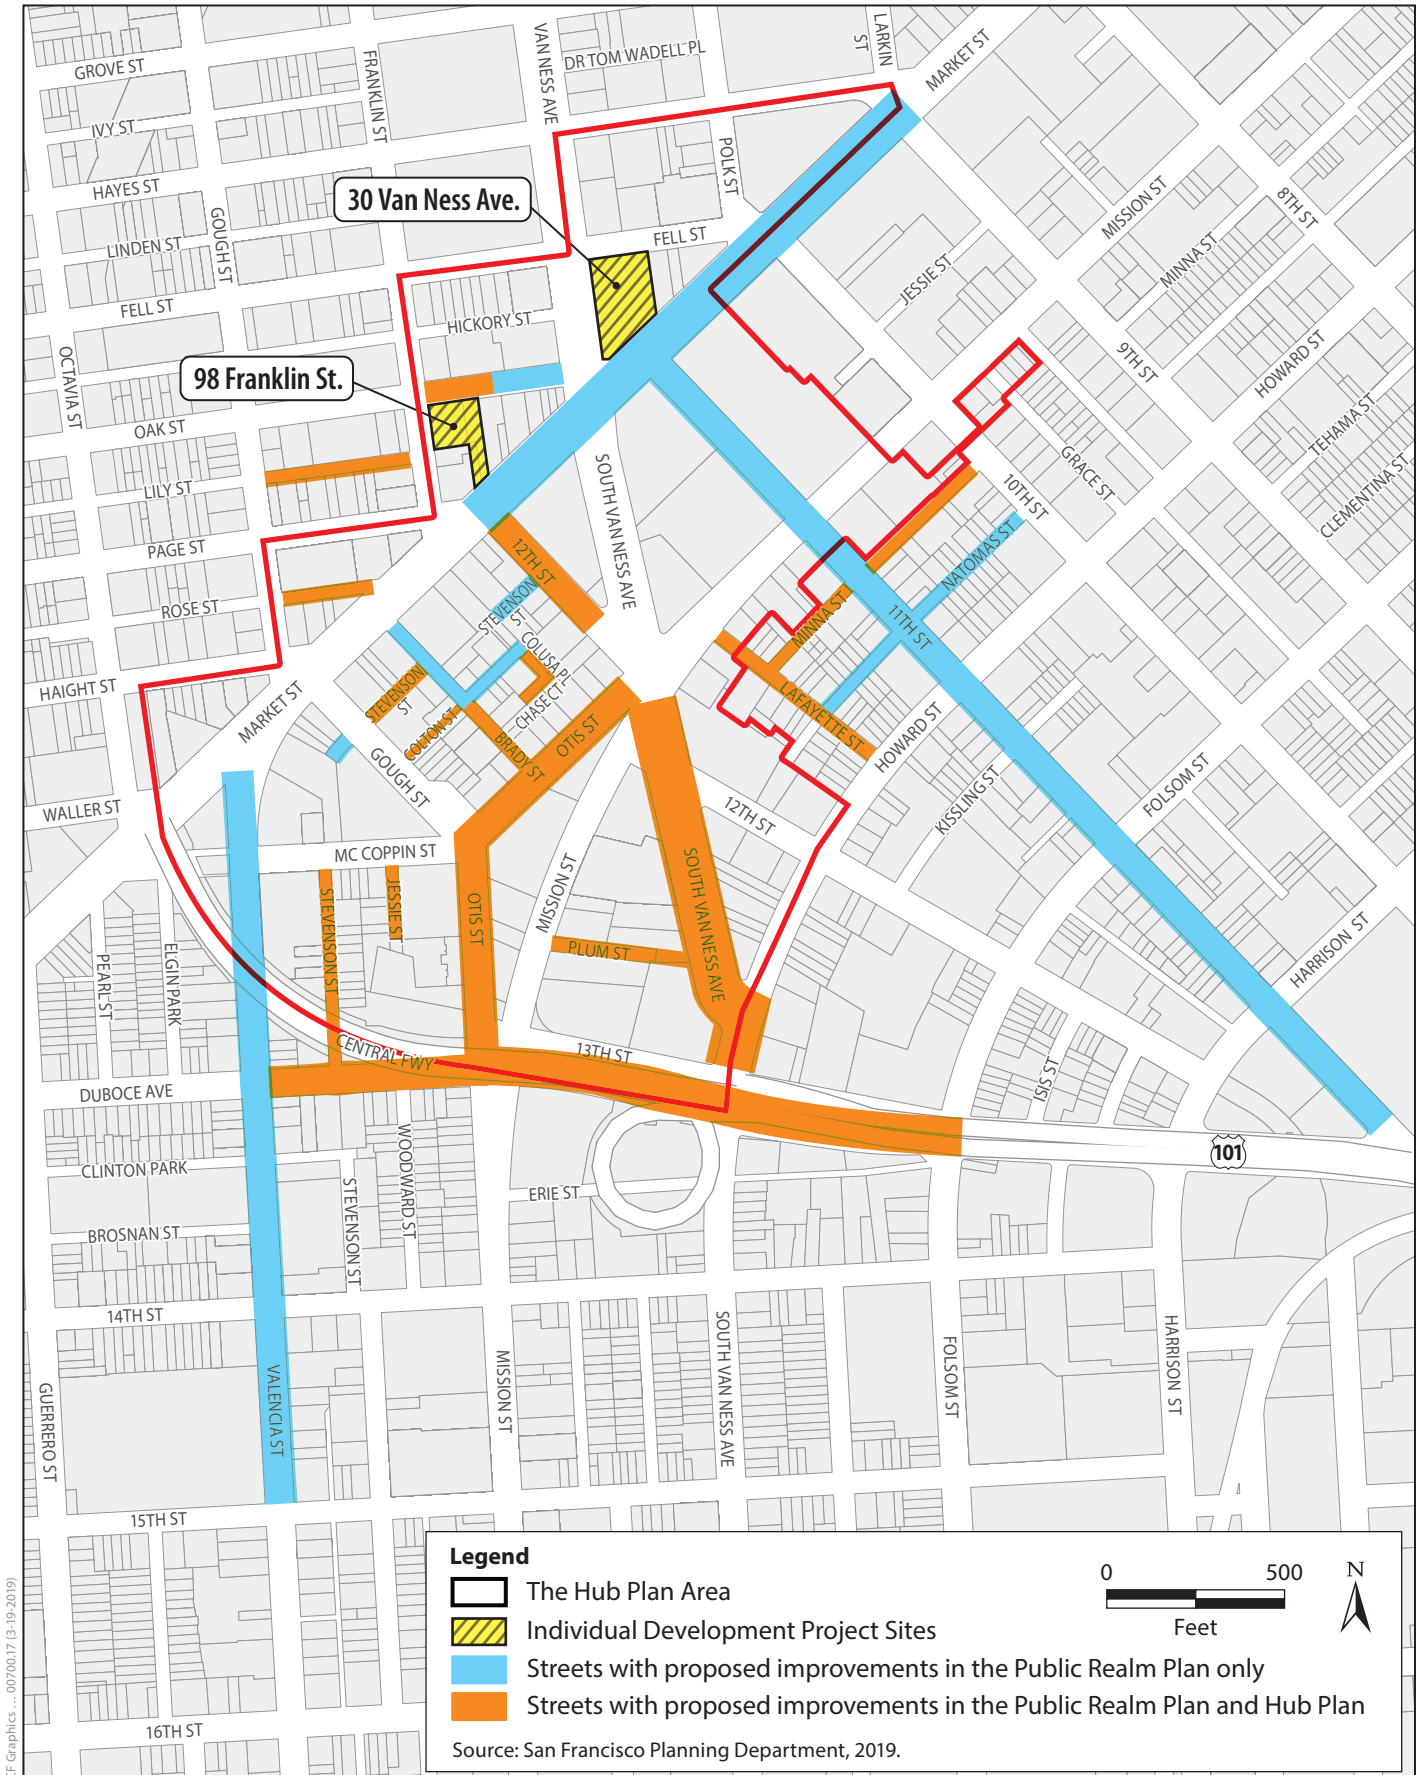 GROVE ST
IVY ST
HAYES ST
LINDEN ST
FELL ST
GOUGH ST
FRANKLIN ST
VAN NESS AVE
DR TOM WADELL PL
LARKIN
ST
MARKET ST
POLK ST
30 Van Ness Ave.
FELL ST
HICKORY ST
98 Franklin St.
OCTAVIA ST
OAK ST
LILY ST
PAGE ST
ROSE ST
HAIGHT ST
MARKET ST
WALLER ST
MISSION ST
8TH ST
MINNA ST
JESSIE ST
9TH ST
HOWARD ST
TEHAMA ST
CLEMENTINA ST
GRACE ST
10TH ST
NATOMAS ST
11TH ST
MINNA ST
LAFAYETTE ST
HOWARD ST
KISSLING ST
FOLSOM ST
HARRISON ST
SOUTH VAN NESS AVE
12TH ST
STEVENSON
ST
COLUSA PL
CHASE CT
STEVENSON
ST
COLTON ST
BRADY ST
OTIS ST
GOUGH ST
12TH ST
MC COPPIN ST
STEVENSON ST
JESSIE ST
OTIS ST
MISSION ST
PLUM ST
SOUTH VAN NESS AVE
PEARL ST
ELGIN PARK
CENTRAL FWY
13TH ST
ISIS ST
101
DUBOCE AVE
CLINTON PARK
BROSNAN ST
14TH ST
STEVENSON ST
WOODWARD ST
ERIE ST
GUERRERO ST
VALENCIA ST
MISSION ST
SOUTH VAN NESS AVE
FOLSOM ST
HARRISON ST
15TH ST
16TH ST
Legend
The Hub Plan Area
Individual Development Project Sites
Streets with proposed improvements in the Public Realm Plan only
Streets with proposed improvements in the Public Realm Plan and Hub Plan
Source: San Francisco Planning Department, 2019.
0 500
Feet
N
CF Graphics … 00700.17 (3-19-2019)